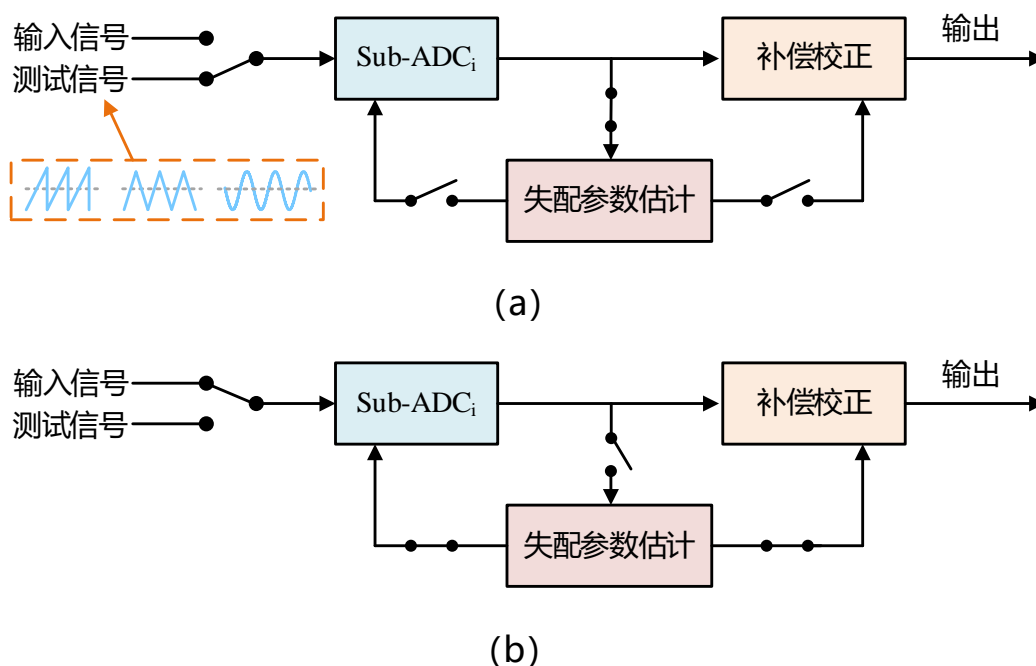 输入信号
测试信号
Sub-ADCi
补偿校正
输出
失配参数估计
(a)
输入信号
测试信号
Sub-ADCi
补偿校正
输出
失配参数估计
(b)